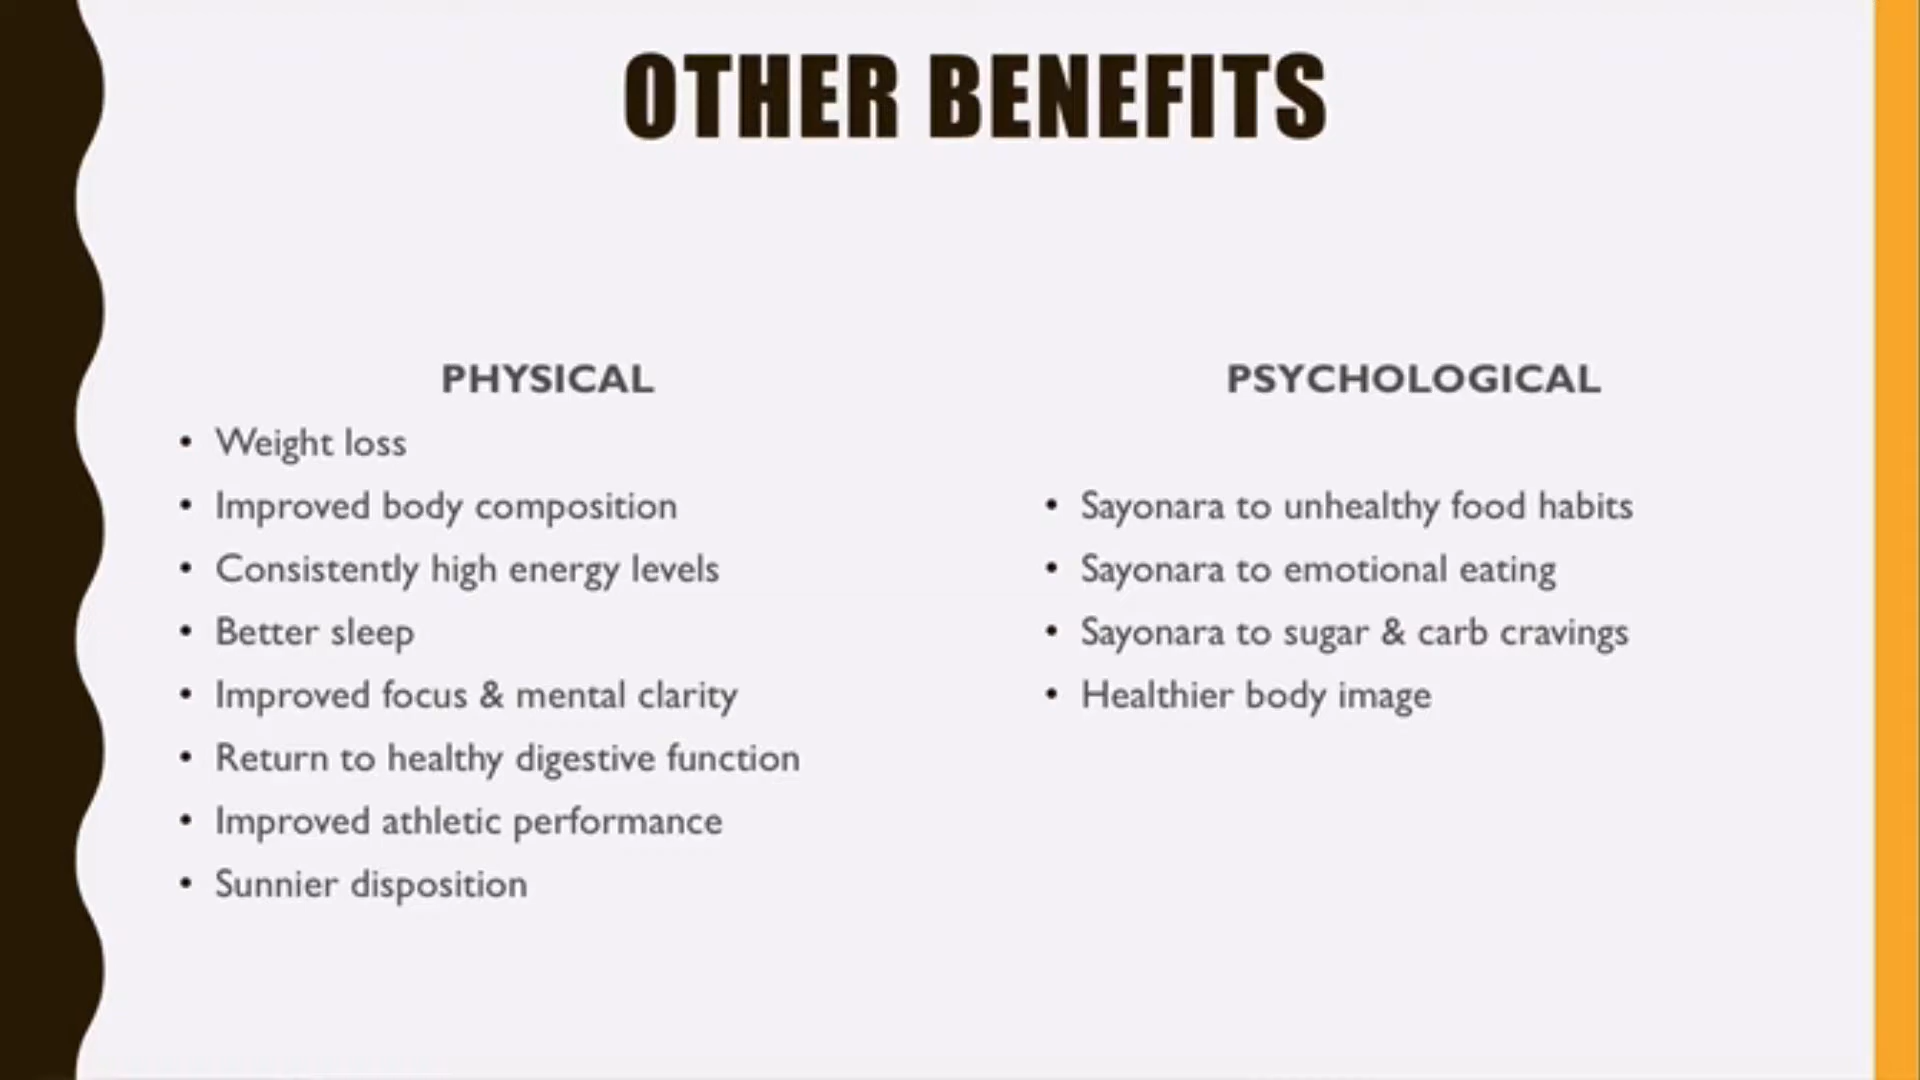 OTHER BENEFITS
PHYSICAL
• Weight loss
• Improved body composition
• Consistently high energy levels
• Better sleep
• Improved focus & mental clarity
• Return to healthy digestive function
• Improved athletic performance
• Sunnier disposition
PSYCHOLOGICAL
• Sayonara to unhealthy food habits
• Sayonara to emotional eating
• Sayonara to sugar & carb cravings
• Healthier body image